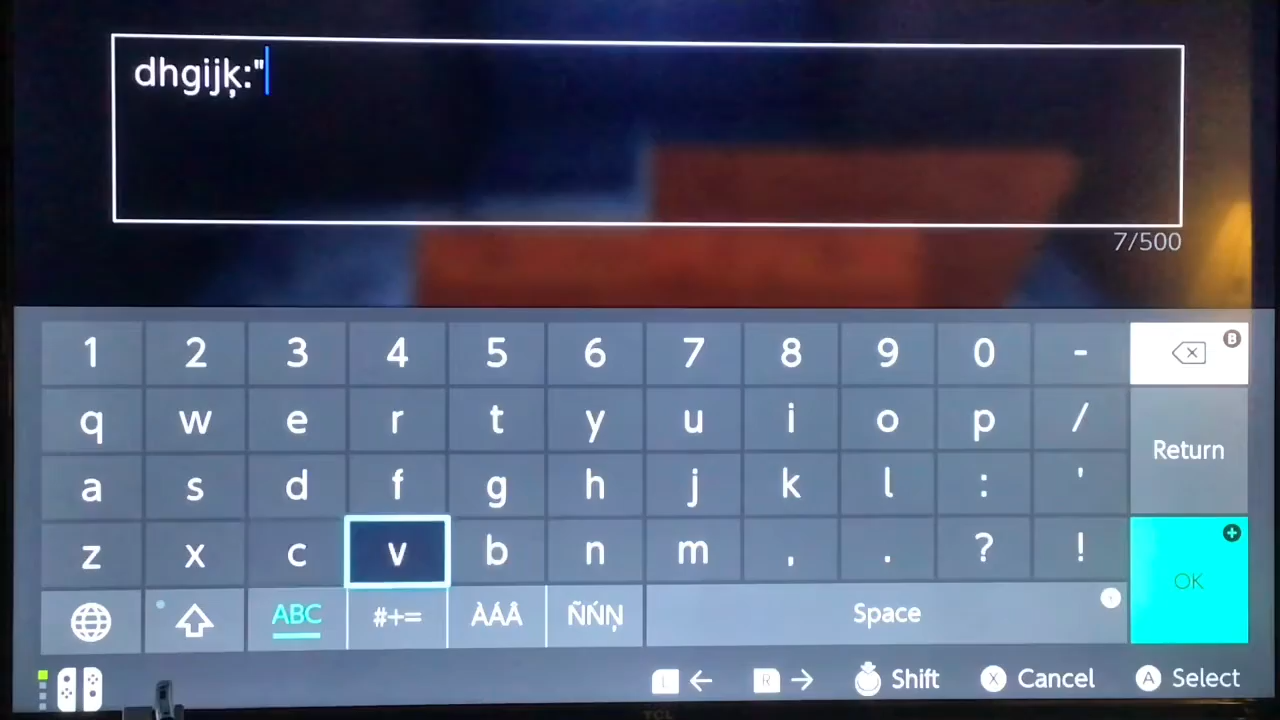 dhgijķ:"
7/500
1 2 3 4 5 6 7 8 9 0 -
B
q w e r t y u i o p /
Return
a s d f g h j k l : '
z x c v b n m , . ? !
+
OK
ABC #+= ÀÁÂ ÑŃŅ Space
Y
L ← R → Shift X Cancel A Select
TCL